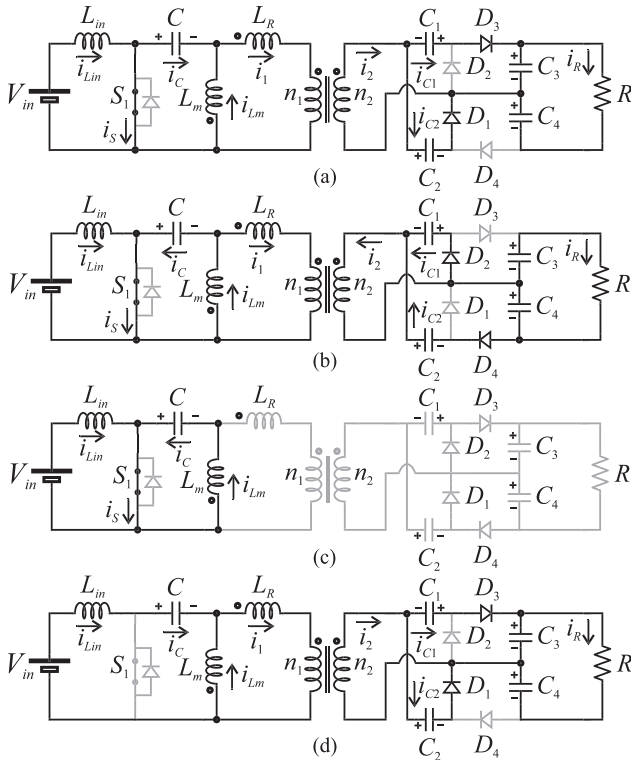 L_in C L_R C_1 D_3
i_Lin i_C i_1 i_2 i_C1 D_2 i_R C_3
V_in S_1 L_m i_Lm n_1 n_2 R
i_S i_C2 D_1 C_4
C_2 D_4
(a)
L_in C L_R C_1 D_3
i_Lin i_C i_1 i_2 i_C1 D_2 i_R C_3
V_in S_1 L_m i_Lm n_1 n_2 R
i_S i_C2 D_1 C_4
C_2 D_4
(b)
L_in C L_R C_1 D_3
i_Lin i_C D_2 C_3
V_in S_1 L_m i_Lm n_1 n_2 R
i_S D_1 C_4
C_2 D_4
(c)
L_in C L_R C_1 D_3
i_Lin i_C i_1 i_2 i_C1 D_2 i_R C_3
V_in S_1 L_m i_Lm n_1 n_2 R
i_C2 D_1 C_4
C_2 D_4
(d)